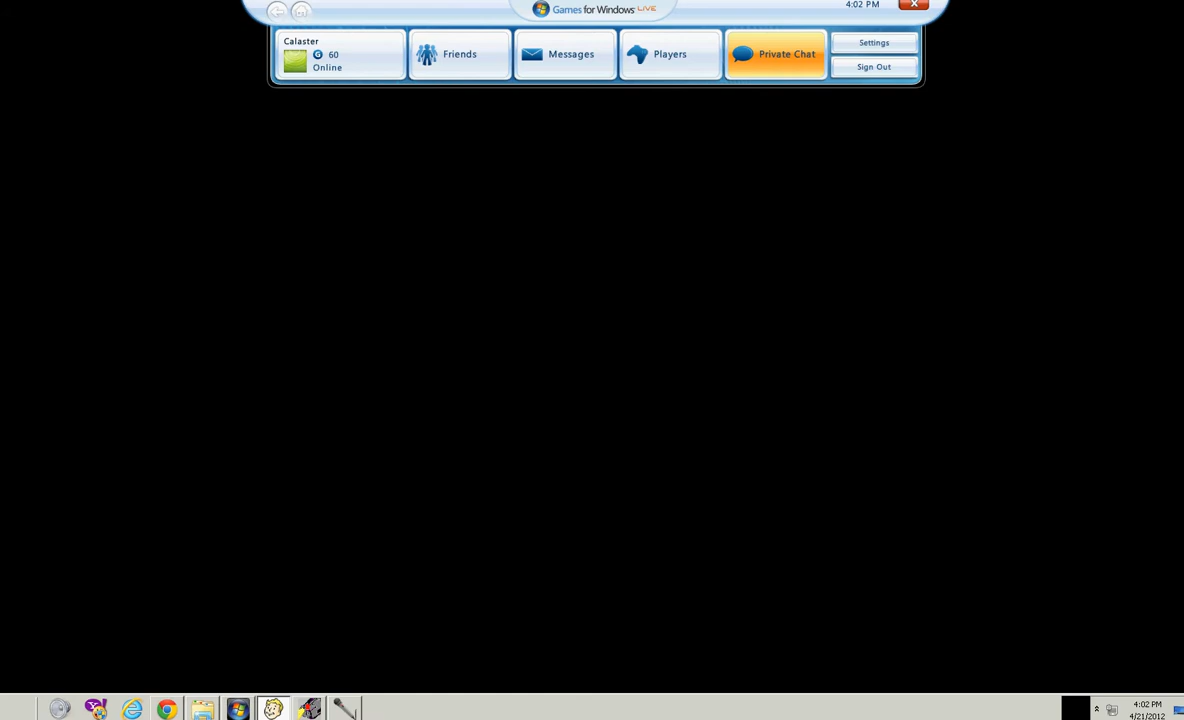 Games for Windows LIVE
4:02 PM
Calaster
G 60
Online
Friends
Messages
Players
Private Chat
Settings
Sign Out
4:02 PM
4/21/2012